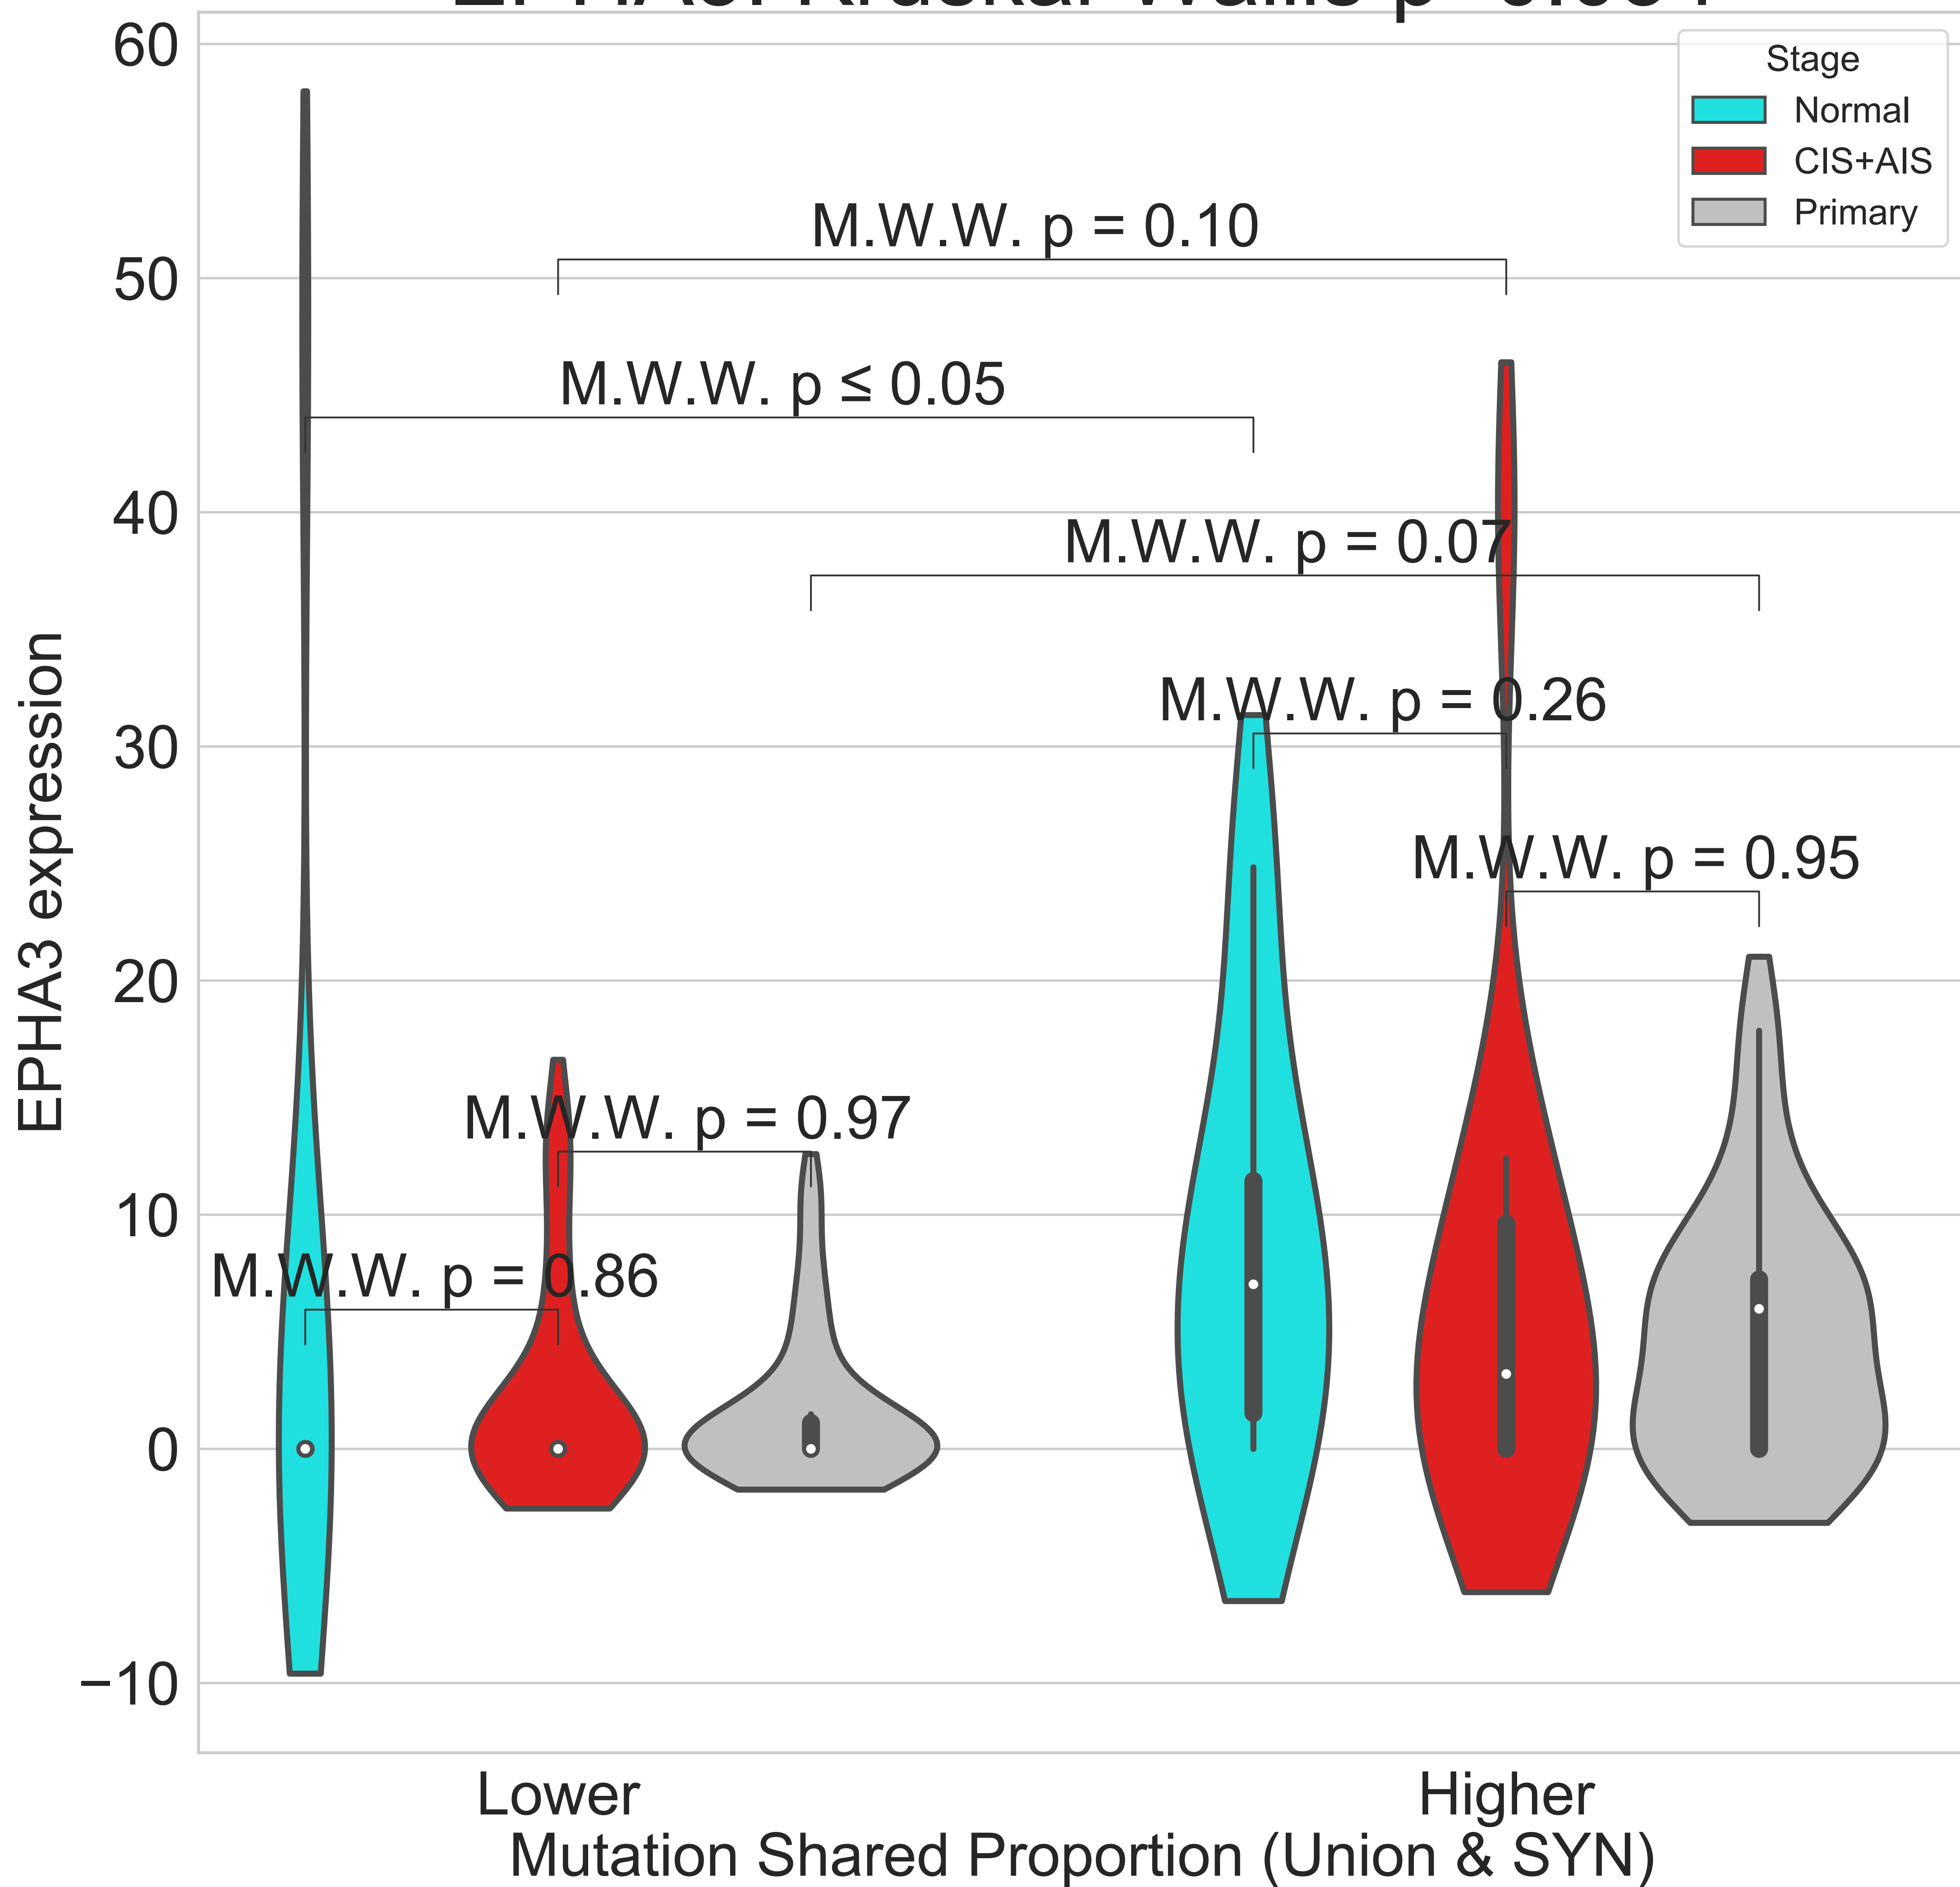 60
50
40
30
20
10
0
−10
EPHA3 expression
Stage
Normal
CIS+AIS
Primary
M.W.W. p = 0.10
M.W.W. p ≤ 0.05
M.W.W. p = 0.07
M.W.W. p = 0.26
M.W.W. p = 0.95
M.W.W. p = 0.97
M.W.W. p = 0.86
Lower
Higher
Mutation Shared Proportion (Union & SYN)